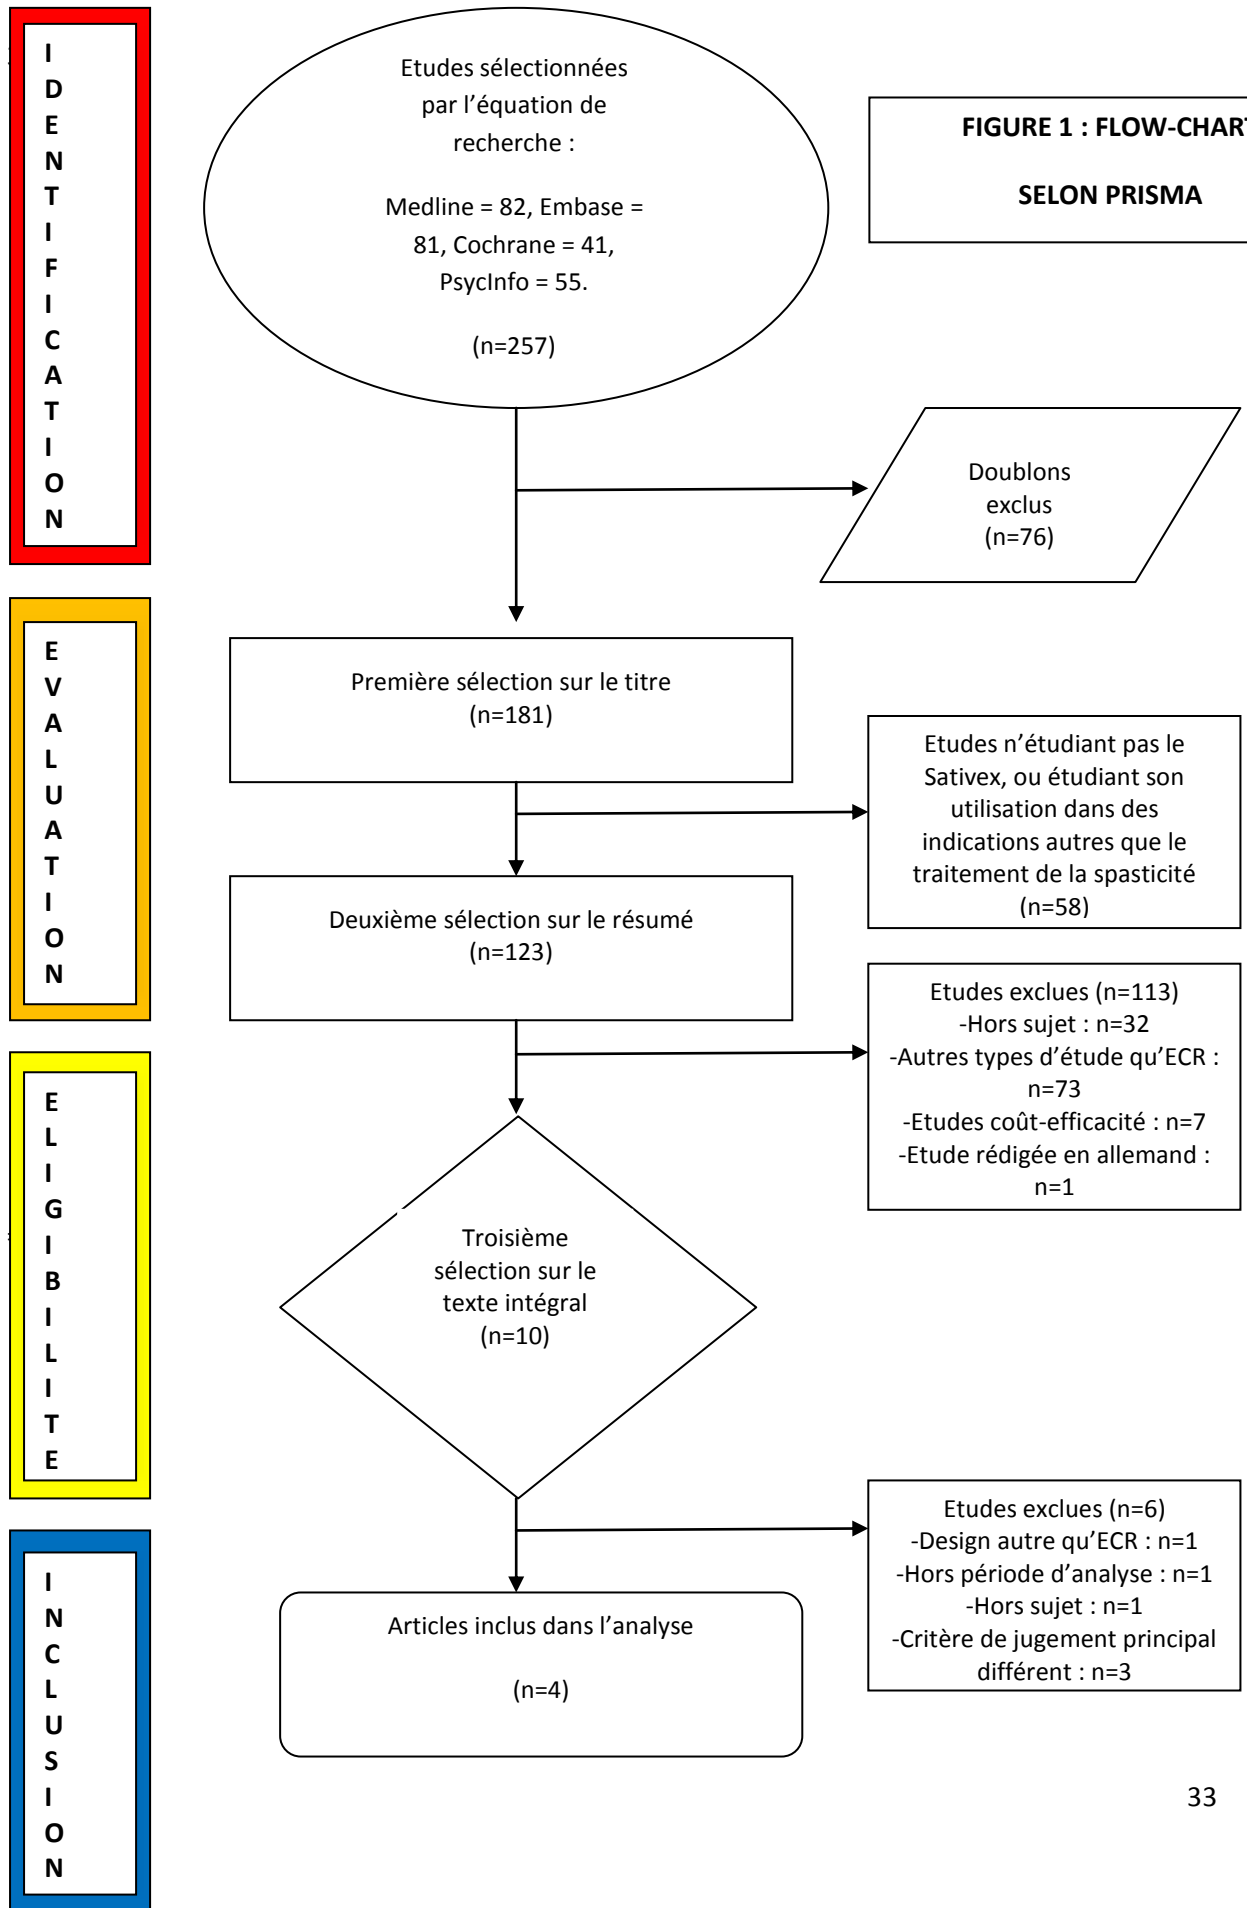 IDENTIFICATION
Etudes sélectionnées
par l'équation de
recherche :
Medline = 82, Embase =
81, Cochrane = 41,
PsycInfo = 55.
(n=257)
FIGURE 1 : FLOW-CHART
SELON PRISMA
Doublons
exclus
(n=76)
EVALUATION
Première sélection sur le titre
(n=181)
Etudes n'étudiant pas le
Sativex, ou étudiant son
utilisation dans des
indications autres que le
traitement de la spasticité
(n=58)
Deuxième sélection sur le résumé
(n=123)
Etudes exclues (n=113)
-Hors sujet : n=32
-Autres types d'étude qu'ECR :
n=73
-Etudes coût-efficacité : n=7
-Etude rédigée en allemand :
n=1
ELIGIBILITE
Troisième
sélection sur le
texte intégral
(n=10)
Etudes exclues (n=6)
-Design autre qu'ECR : n=1
-Hors période d'analyse : n=1
-Hors sujet : n=1
-Critère de jugement principal
différent : n=3
INCLUSION
Articles inclus dans l'analyse
(n=4)
33